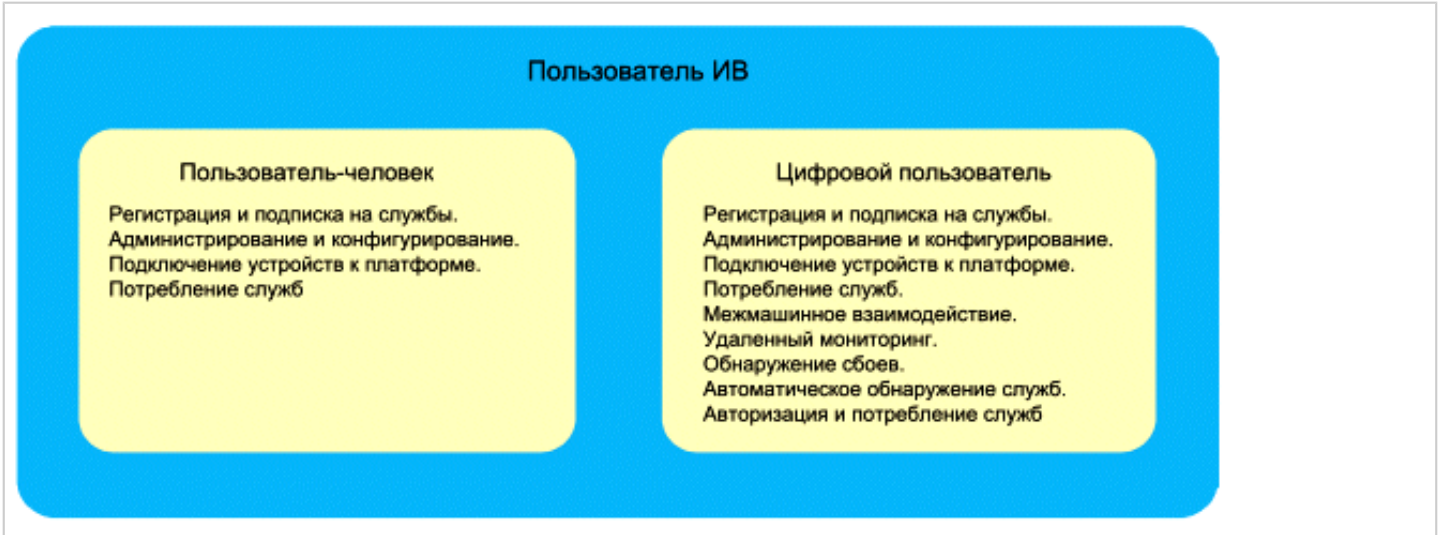 Пользователь ИВ
Пользователь-человек
Регистрация и подписка на службы.
Администрирование и конфигурирование.
Подключение устройств к платформе.
Потребление служб
Цифровой пользователь
Регистрация и подписка на службы.
Администрирование и конфигурирование.
Подключение устройств к платформе.
Потребление служб.
Межмашинное взаимодействие.
Удаленный мониторинг.
Обнаружение сбоев.
Автоматическое обнаружение служб.
Авторизация и потребление служб